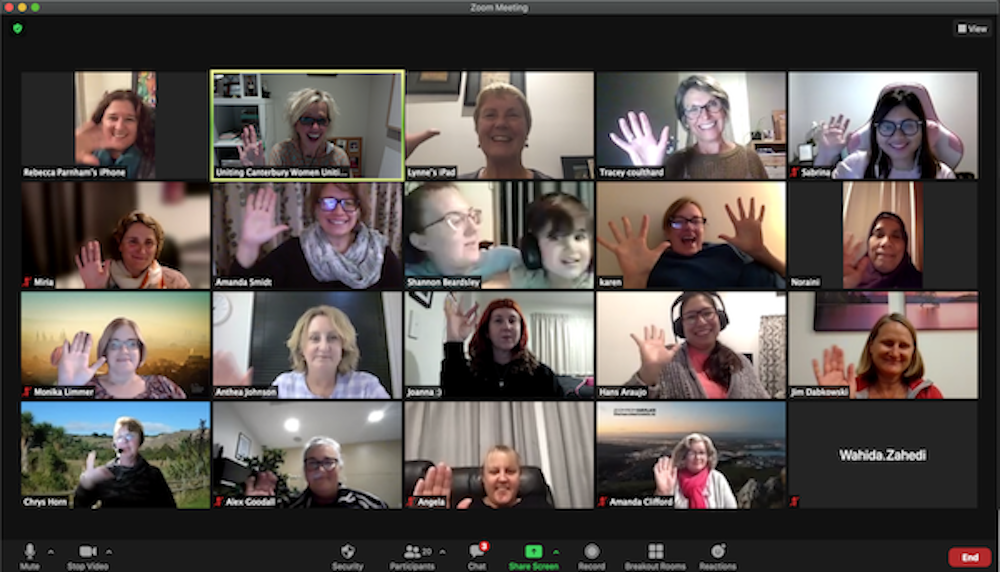 Zoom Meeting
View
Rebecca Parnham's iPhone
Uniting Canterbury Women Uniti...
Lynne's iPad
Tracey coulthard
Sabrina
Miria
Amanda Smidt
Shannon Beardsley
karen
Noraini
Monika Limmer
Anthea Johnson
Joanna :)
Hans Araujo
Jim Dabkowski
Chrys Horn
Alex Goodall
Angela
Amanda Clifford
Wahida.Zahedi
Mute
Stop Video
Security
Participants
20
Chat
3
Share Screen
Record
Breakout Rooms
Reactions
End